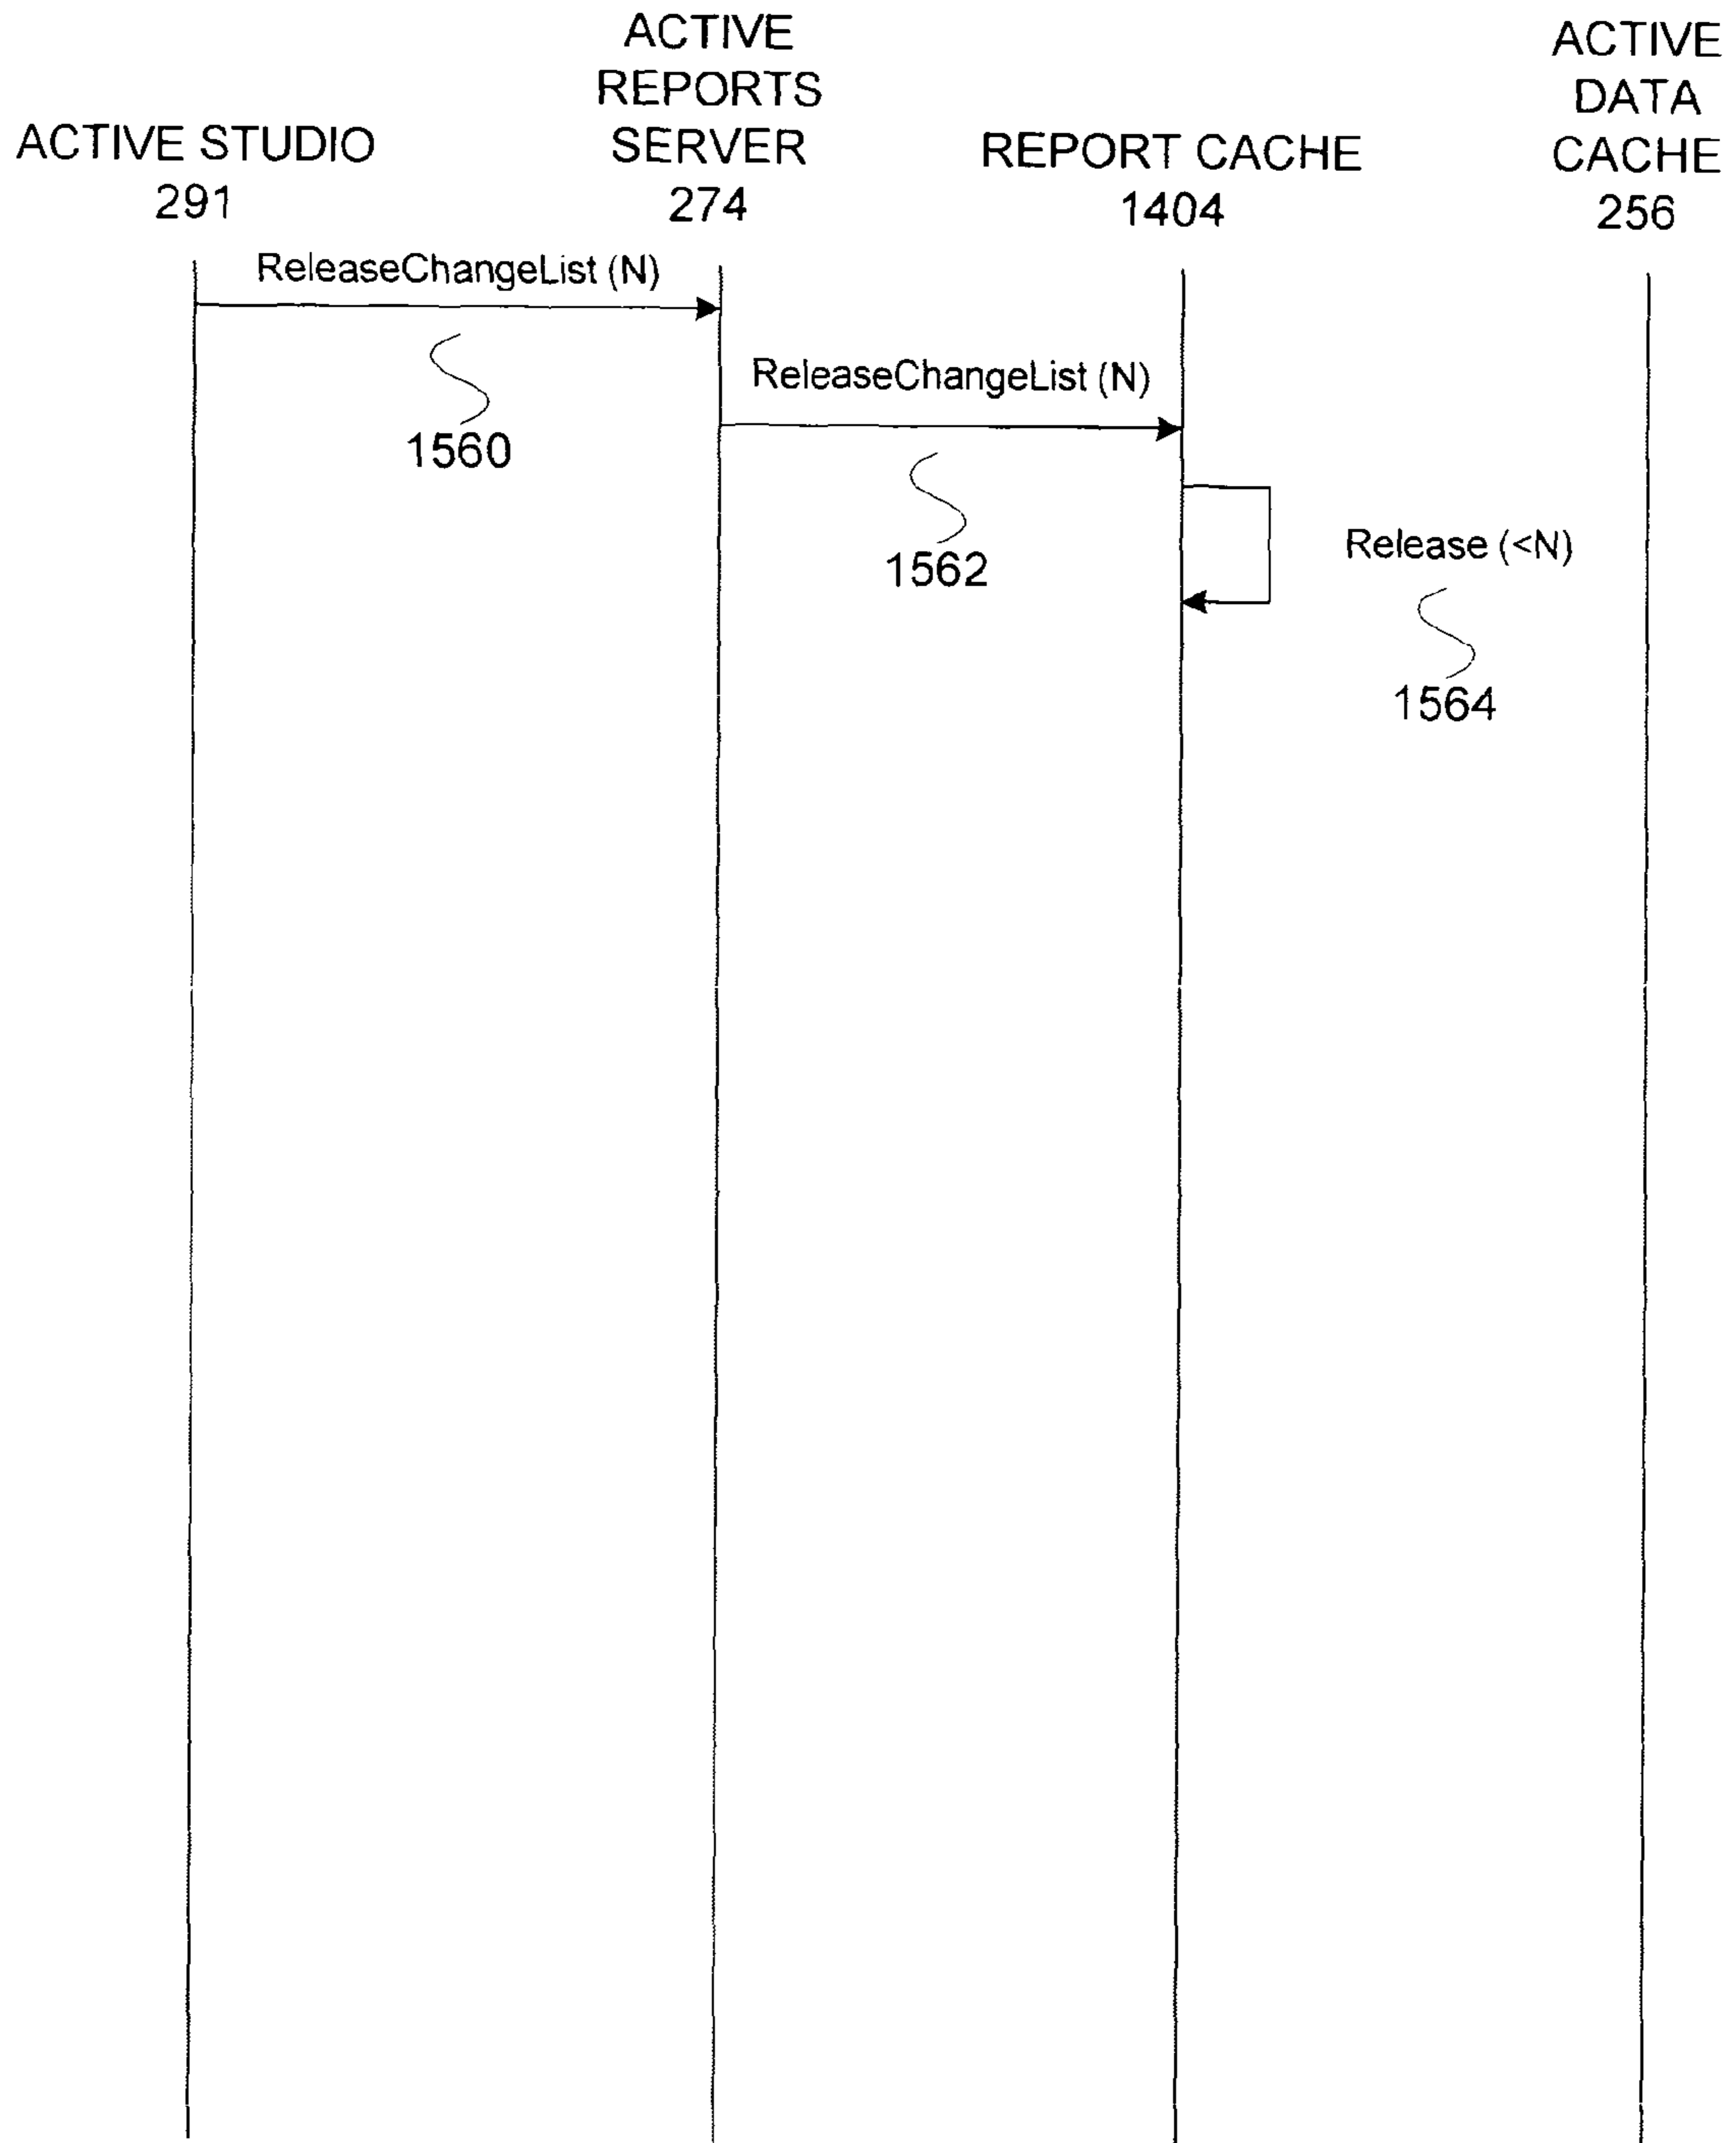 ACTIVE STUDIO
291
ACTIVE
REPORTS
SERVER
274
REPORT CACHE
1404
ACTIVE
DATA
CACHE
256
ReleaseChangeList (N)
1560
ReleaseChangeList (N)
1562
Release (<N)
1564